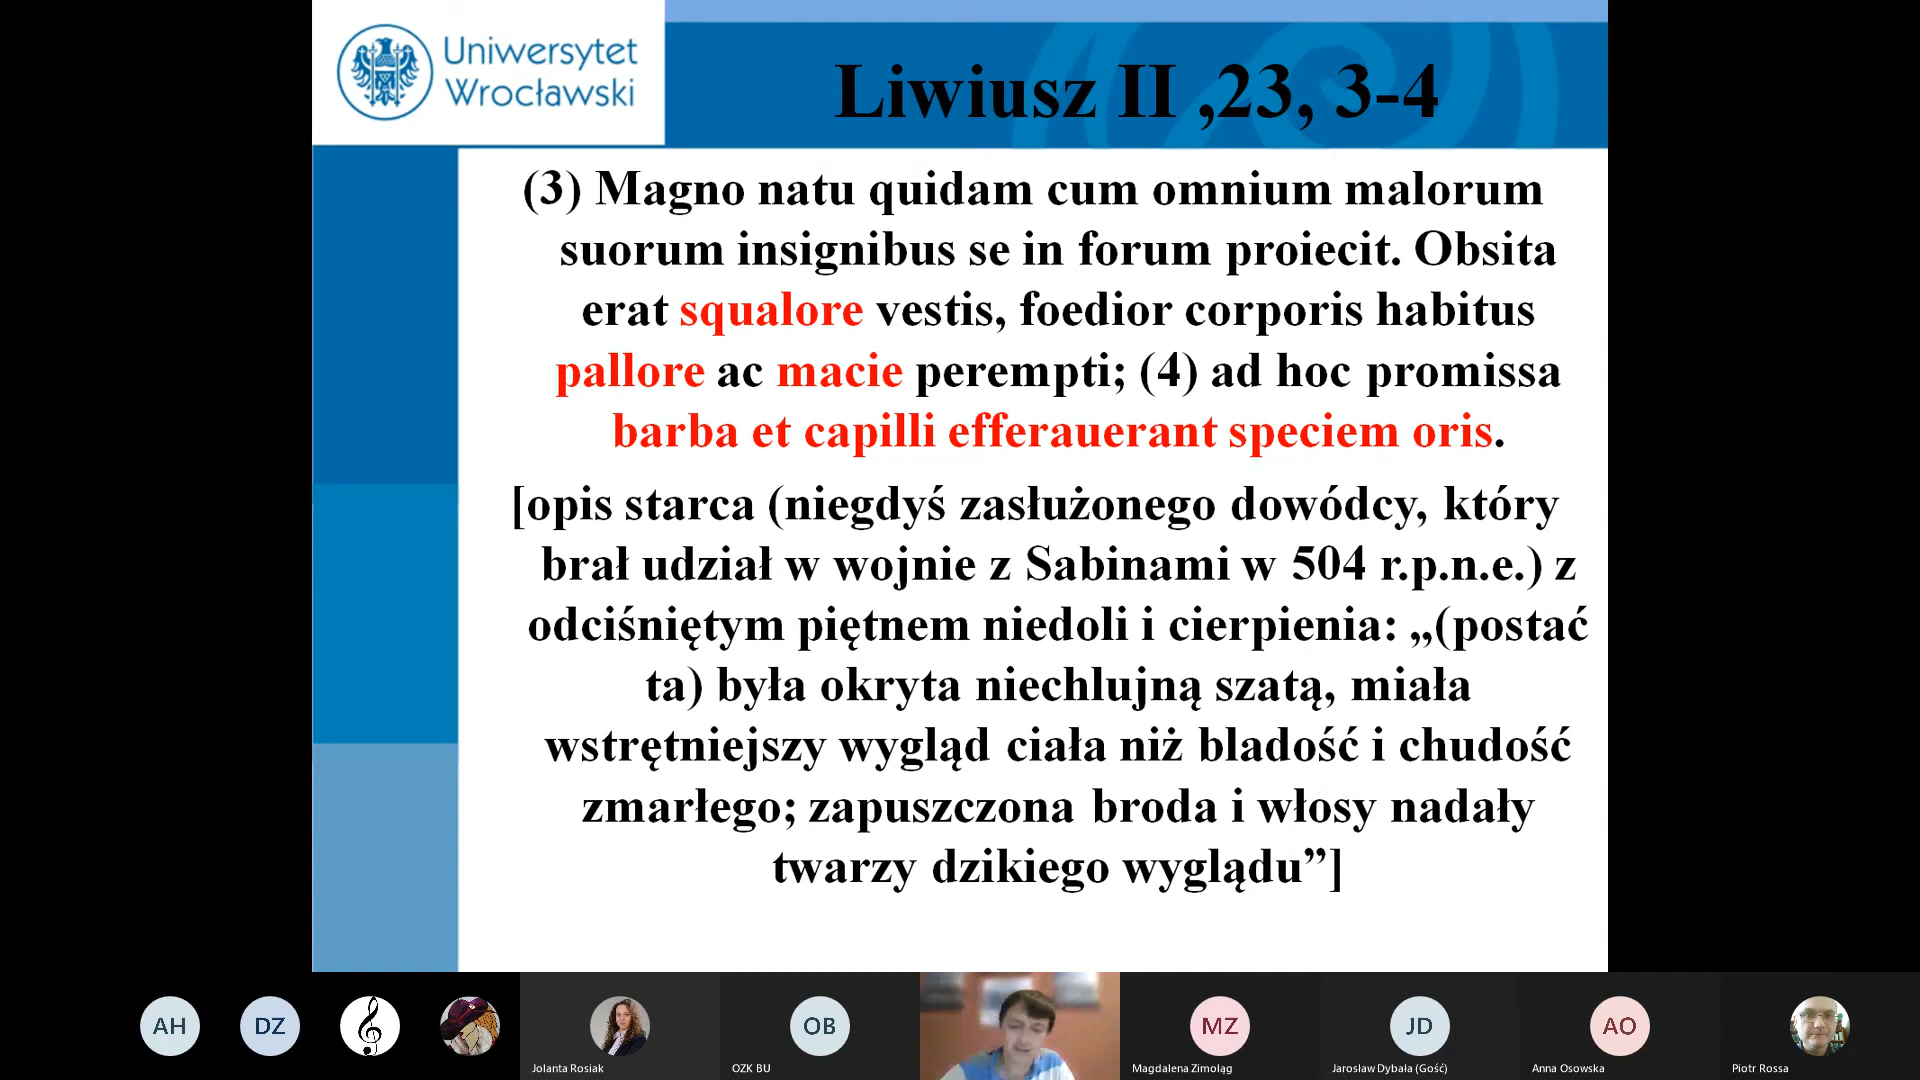 Uniwersytet
Wrocławski
Liwiusz II ,23, 3-4
(3) Magno natu quidam cum omnium malorum
suorum insignibus se in forum proiecit. Obsita
erat squalore vestis, foedior corporis habitus
pallore ac macie perempti; (4) ad hoc promissa
barba et capilli efferauerant speciem oris.
[opis starca (niegdyś zasłużonego dowódcy, który
brał udział w wojnie z Sabinami w 504 r.p.n.e.) z
odciśniętym piętnem niedoli i cierpienia: „(postać
ta) była okryta niechlujną szatą, miała
wstrętniejszy wygląd ciała niż bladość i chudość
zmarłego; zapuszczona broda i włosy nadały
twarzy dzikiego wyglądu”]
AH
DZ
Jolanta Rosiak
OB
OZK BU
MZ
Magdalena Zimoląg
JD
Jarosław Dybała (Gość)
AO
Anna Osowska
Piotr Rossa